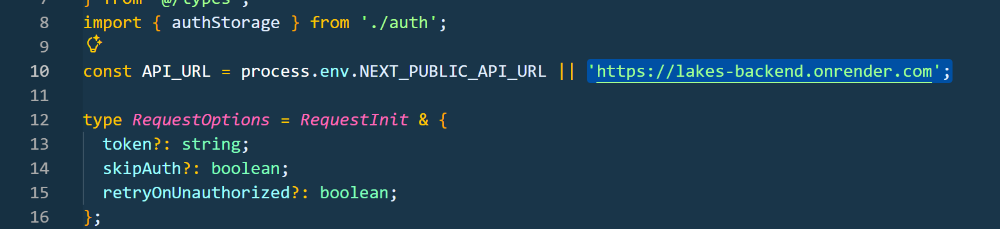 7 } from '@/types';
8 import { authStorage } from './auth';
9
10 const API_URL = process.env.NEXT_PUBLIC_API_URL || 'https://lakes-backend.onrender.com';
11
12 type RequestOptions = RequestInit & {
13 token?: string;
14 skipAuth?: boolean;
15 retryOnUnauthorized?: boolean;
16 };